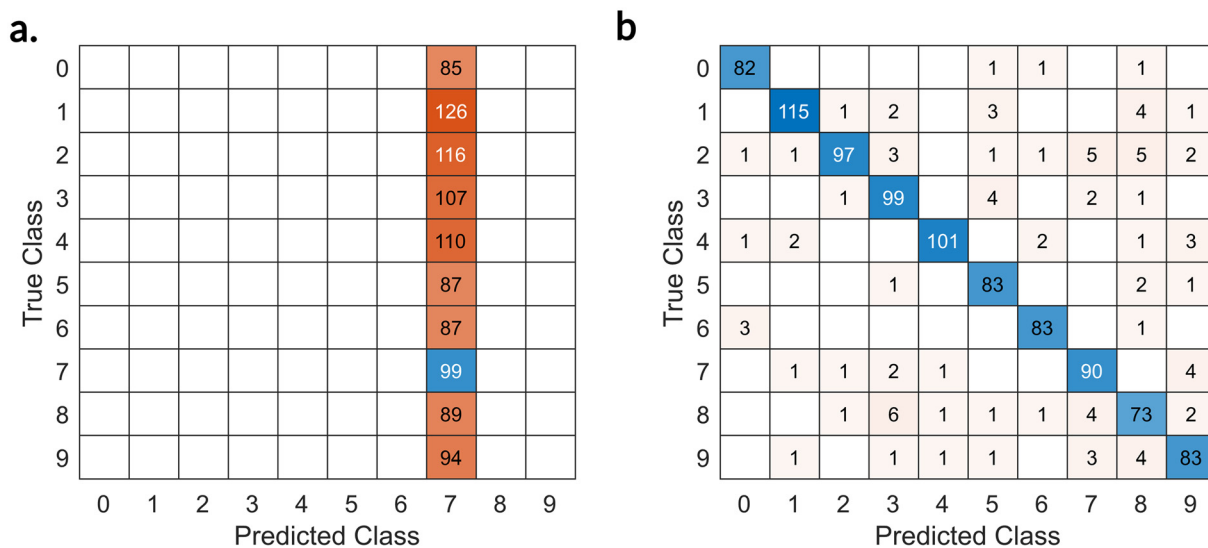 a.
True Class
0 85
1 126
2 116
3 107
4 110
5 87
6 87
7 99
8 89
9 94
0 1 2 3 4 5 6 7 8 9
Predicted Class
b
True Class
0 82 1 1 1
1 115 1 2 3 4 1
2 1 1 97 3 1 1 5 5 2
3 1 99 4 2 1
4 1 2 101 2 1 3
5 1 83 2 1
6 3 83 1
7 1 1 2 1 90 4
8 1 6 1 1 1 4 73 2
9 1 1 1 1 3 4 83
0 1 2 3 4 5 6 7 8 9
Predicted Class